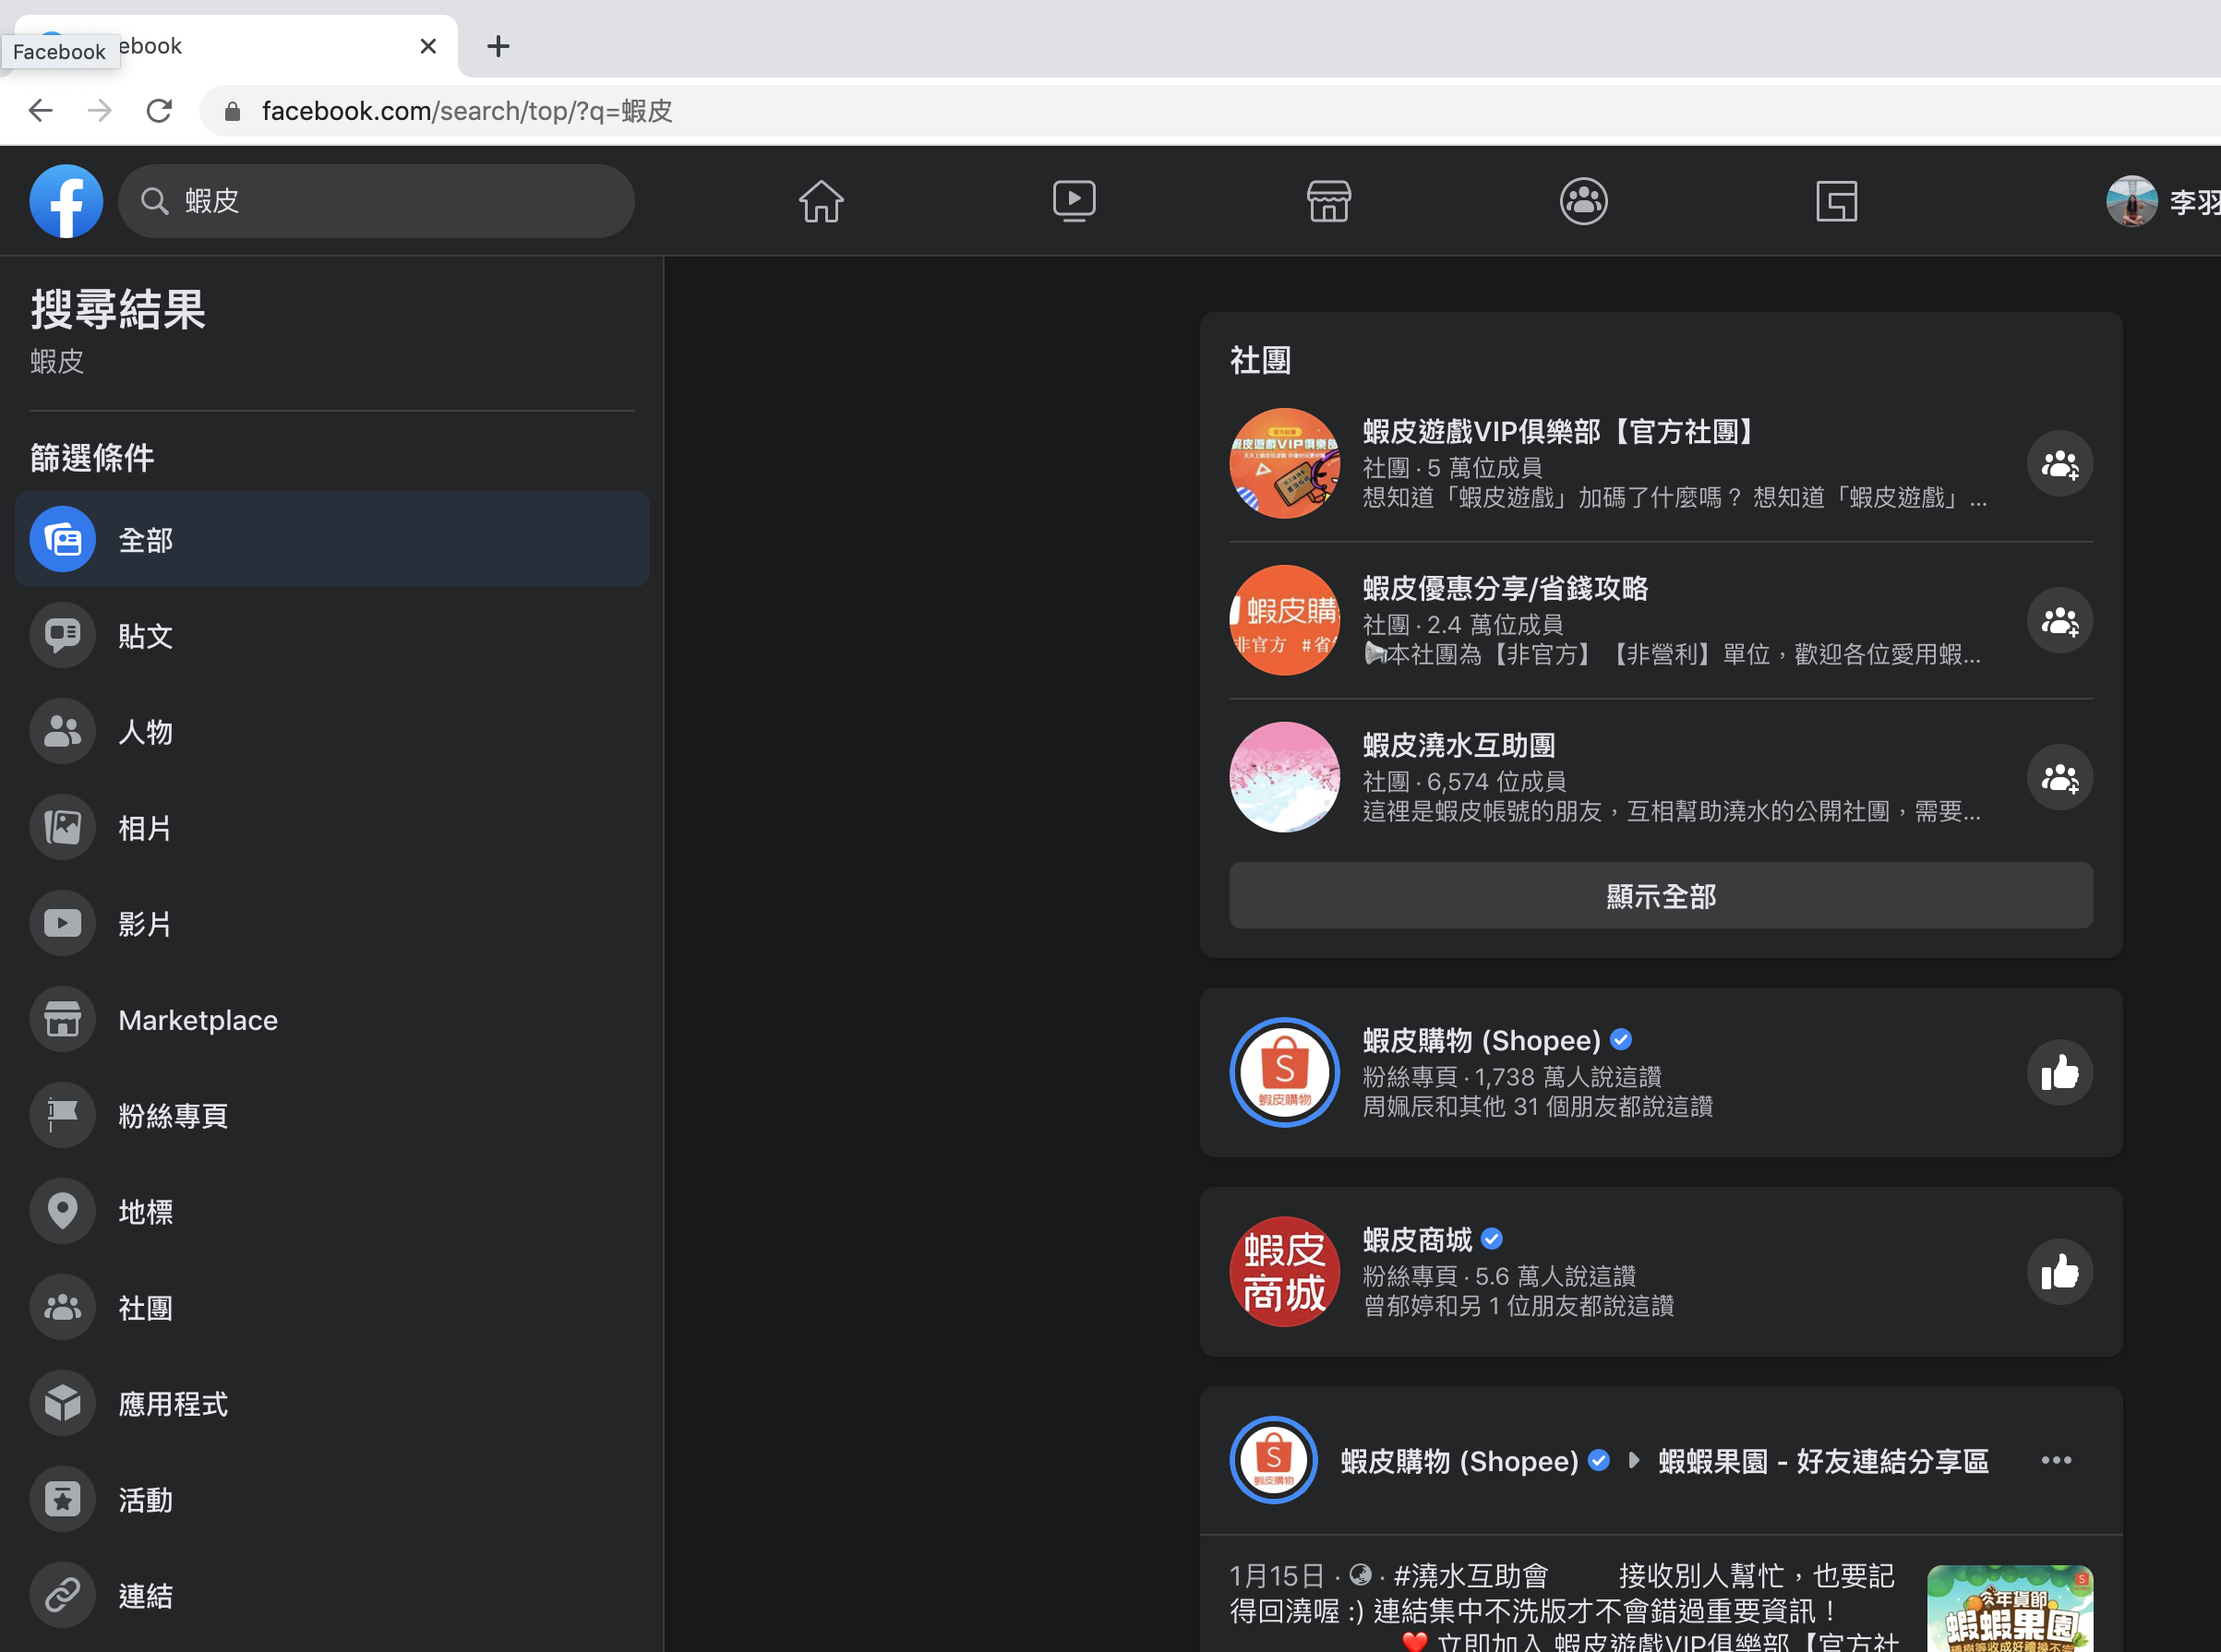 Facebook
ebook
facebook.com/search/top/?q=蝦皮
蝦皮
李羽
搜尋結果
蝦皮
篩選條件
全部
貼文
人物
相片
影片
Marketplace
粉絲專頁
地標
社團
應用程式
活動
連結
社團
蝦皮遊戲VIP俱樂部【官方社團】
社團 · 5 萬位成員
想知道「蝦皮遊戲」加碼了什麼嗎？ 想知道「蝦皮遊戲」...
蝦皮購
非官方 #省
蝦皮優惠分享/省錢攻略
社團 · 2.4 萬位成員
本社團為【非官方】【非營利】單位，歡迎各位愛用蝦...
蝦皮澆水互助團
社團 · 6,574 位成員
這裡是蝦皮帳號的朋友，互相幫助澆水的公開社團，需要...
顯示全部
S
蝦皮購物
蝦皮購物 (Shopee)
粉絲專頁 · 1,738 萬人說這讚
周姵辰和其他 31 個朋友都說這讚
蝦皮
商城
蝦皮商城
粉絲專頁 · 5.6 萬人說這讚
曾郁婷和另 1 位朋友都說這讚
S
蝦皮購物
蝦皮購物 (Shopee) 蝦蝦果園 - 好友連結分享區
1月15日 · #澆水互助會 接收別人幫忙，也要記
得回澆喔 :) 連結集中不洗版才不會錯過重要資訊！
立即加入 蝦皮遊戲VIP俱樂部【官方社
年貨節
蝦蝦果園